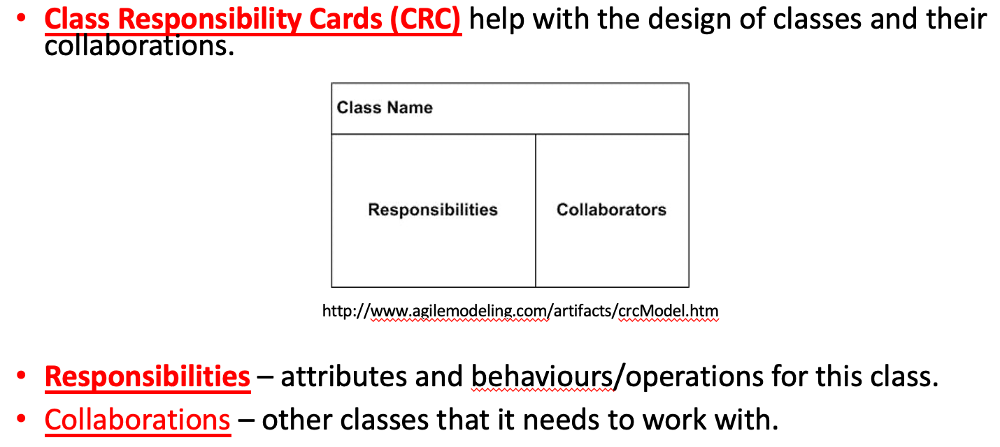 • Class Responsibility Cards (CRC) help with the design of classes and their
collaborations.
Class Name
Responsibilities
Collaborators
http://www.agilemodeling.com/artifacts/crcModel.htm
• Responsibilities – attributes and behaviours/operations for this class.
• Collaborations – other classes that it needs to work with.